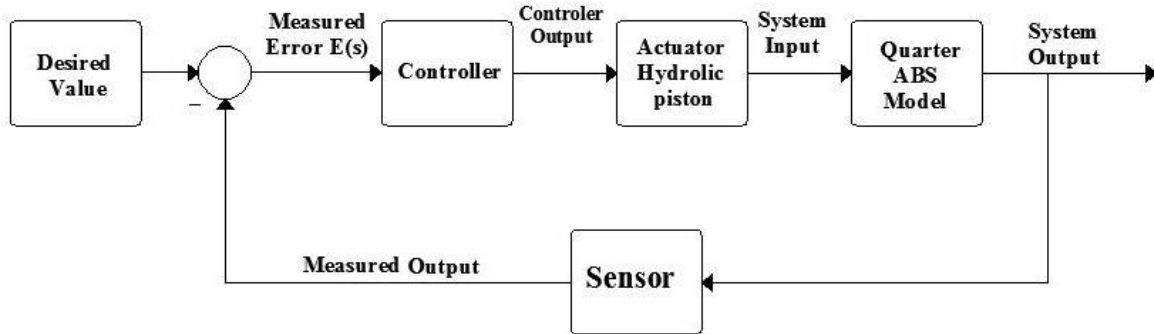 Desired
Value
Measured
Error E(s)
Controller
Controler
Output
Actuator
Hydrolic
piston
System
Input
Quarter
ABS
Model
System
Output
–
Sensor
Measured Output